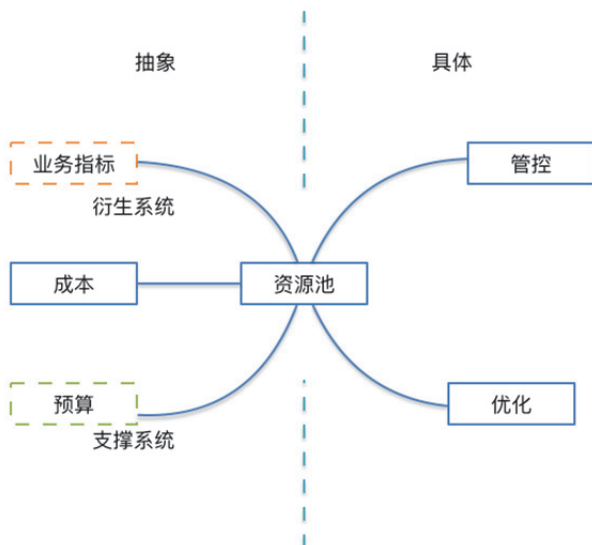 抽象
具体
业务指标
管控
衍生系统
成本
资源池
预算
优化
支撑系统